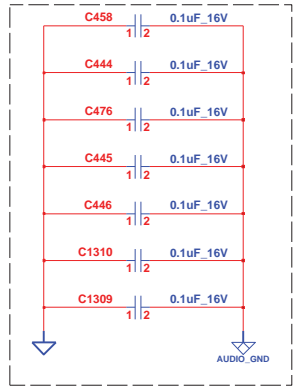 C458 0.1uF_16V
1 2
C444 0.1uF_16V
1 2
C476 0.1uF_16V
1 2
C445 0.1uF_16V
1 2
C446 0.1uF_16V
1 2
C1310 0.1uF_16V
1 2
C1309 0.1uF_16V
1 2
AUDIO_GND